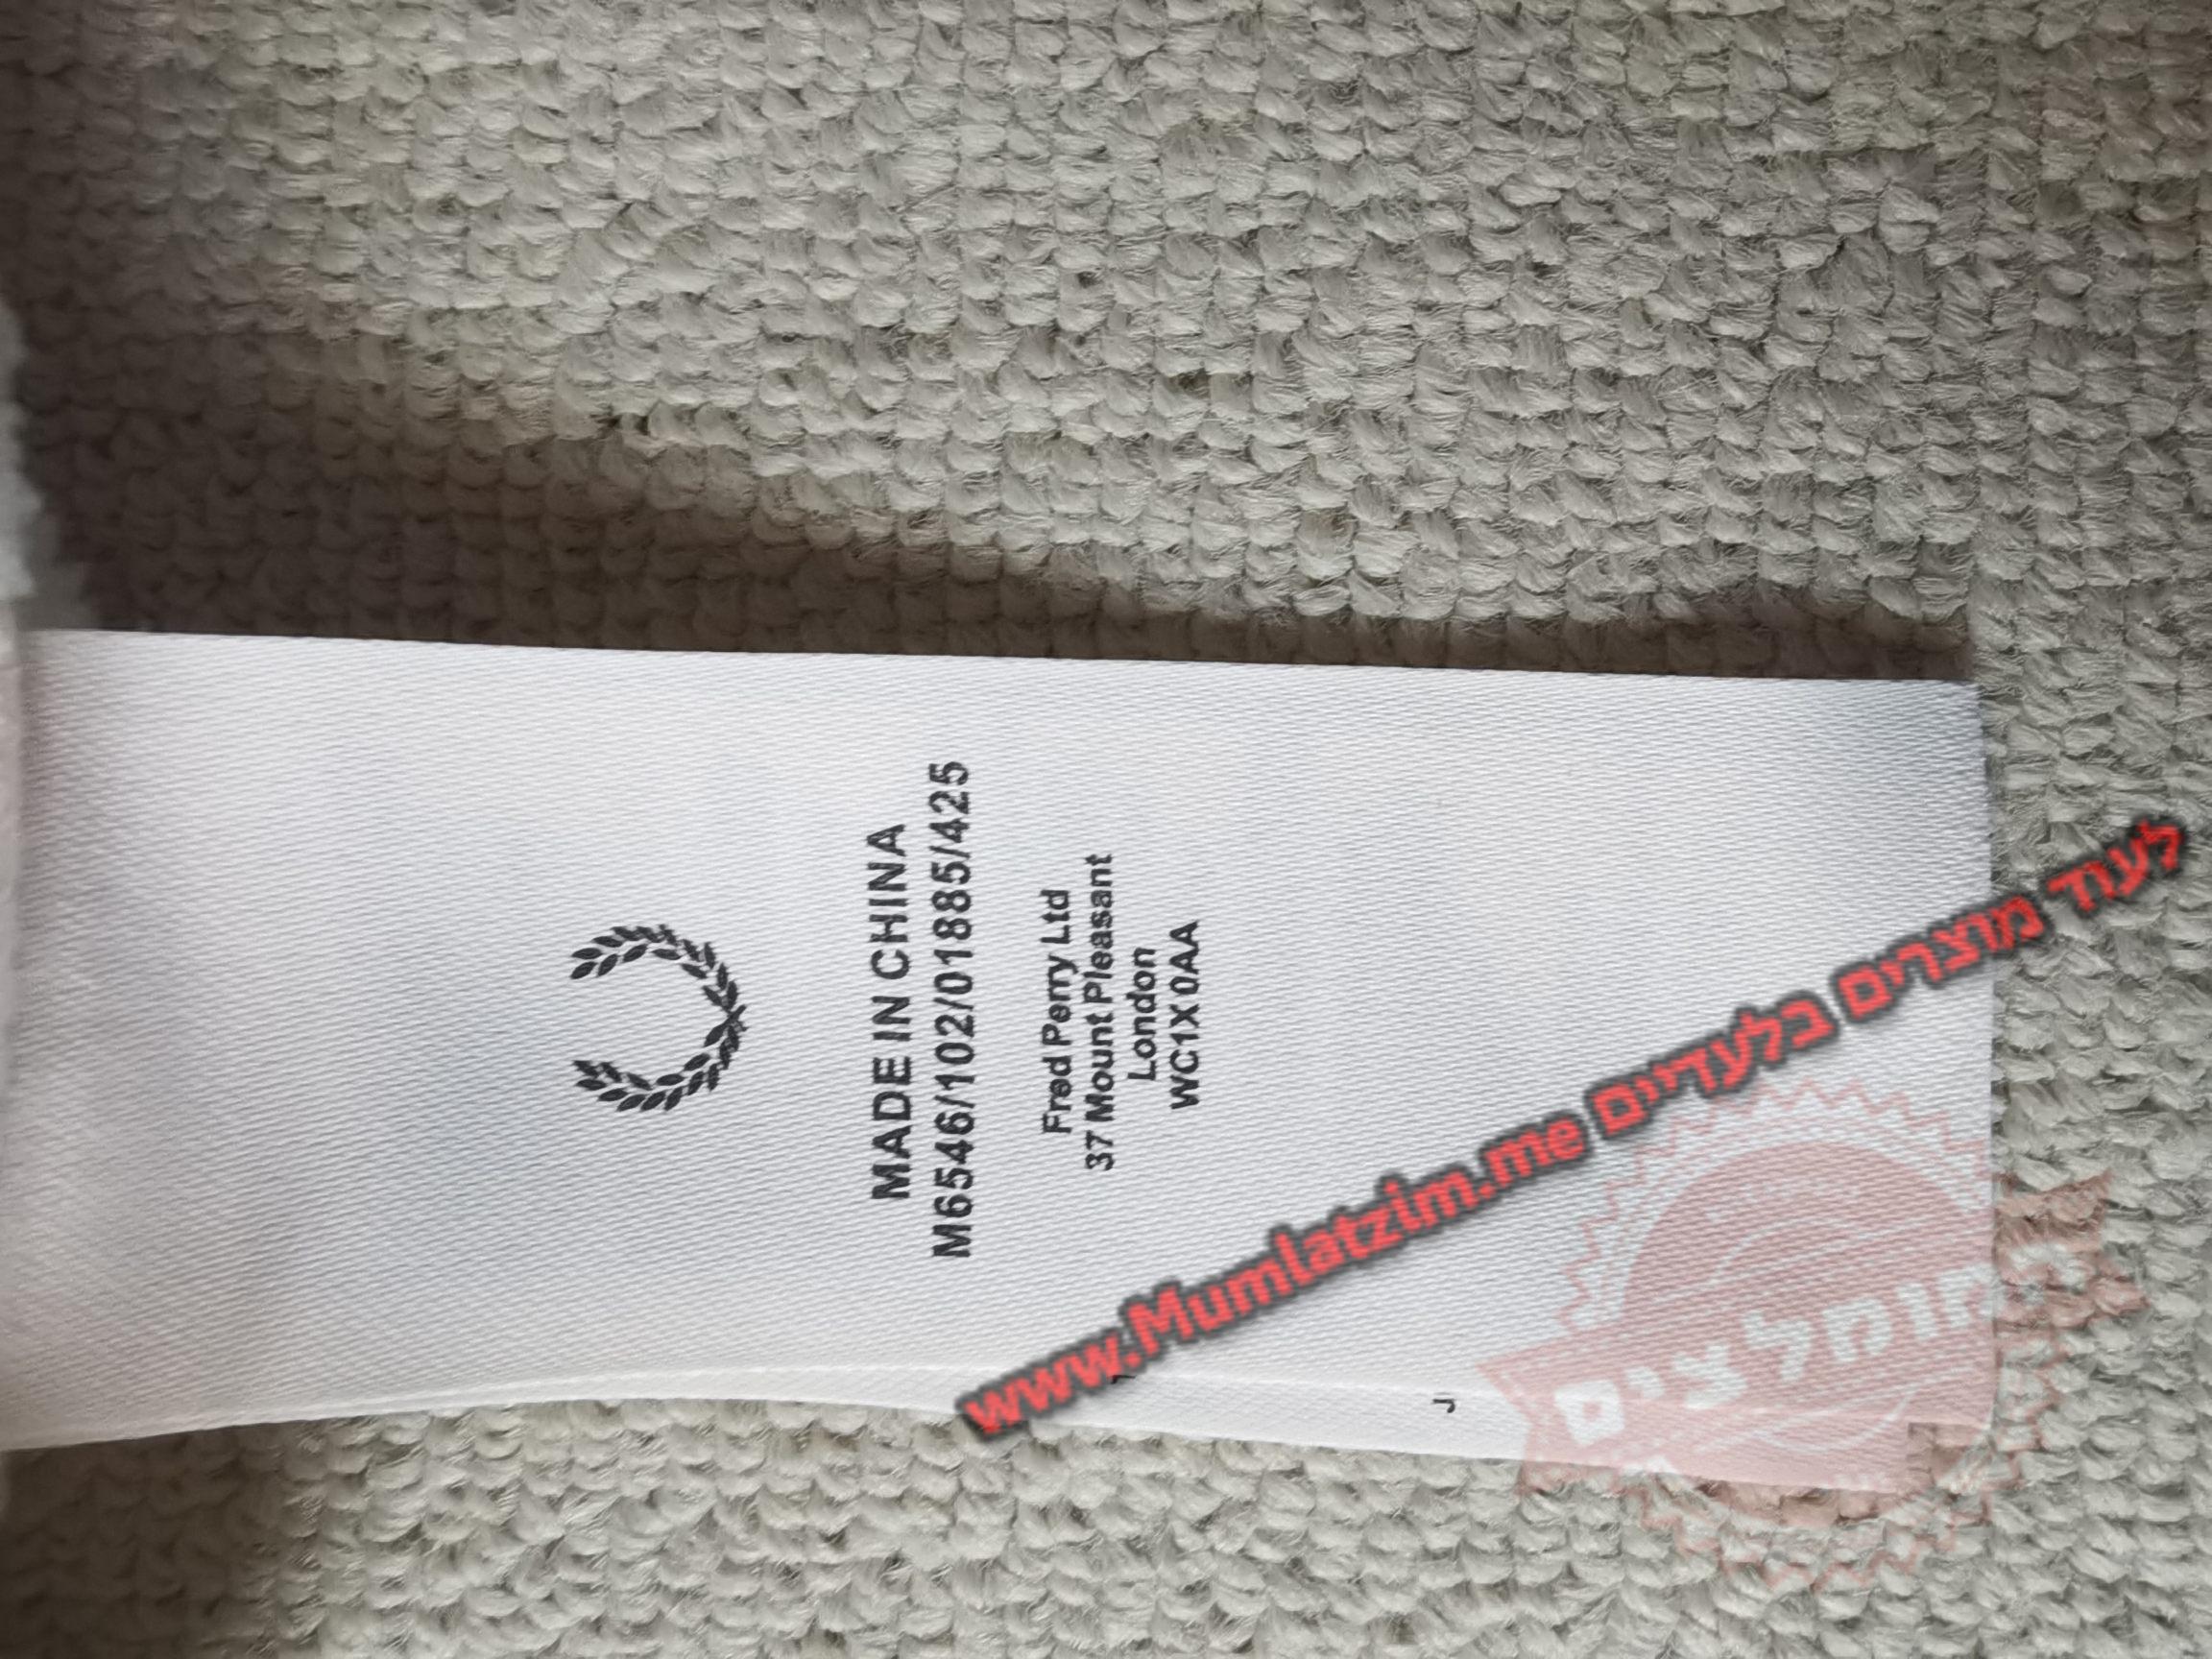 MADE IN CHINA
M6546/102/01885/425
Fred Perry Ltd
37 Mount Pleasant
London
WC1X 0AA
לעוד מוצרים בלעדיים www.Mumlatzim.me
המומלצים